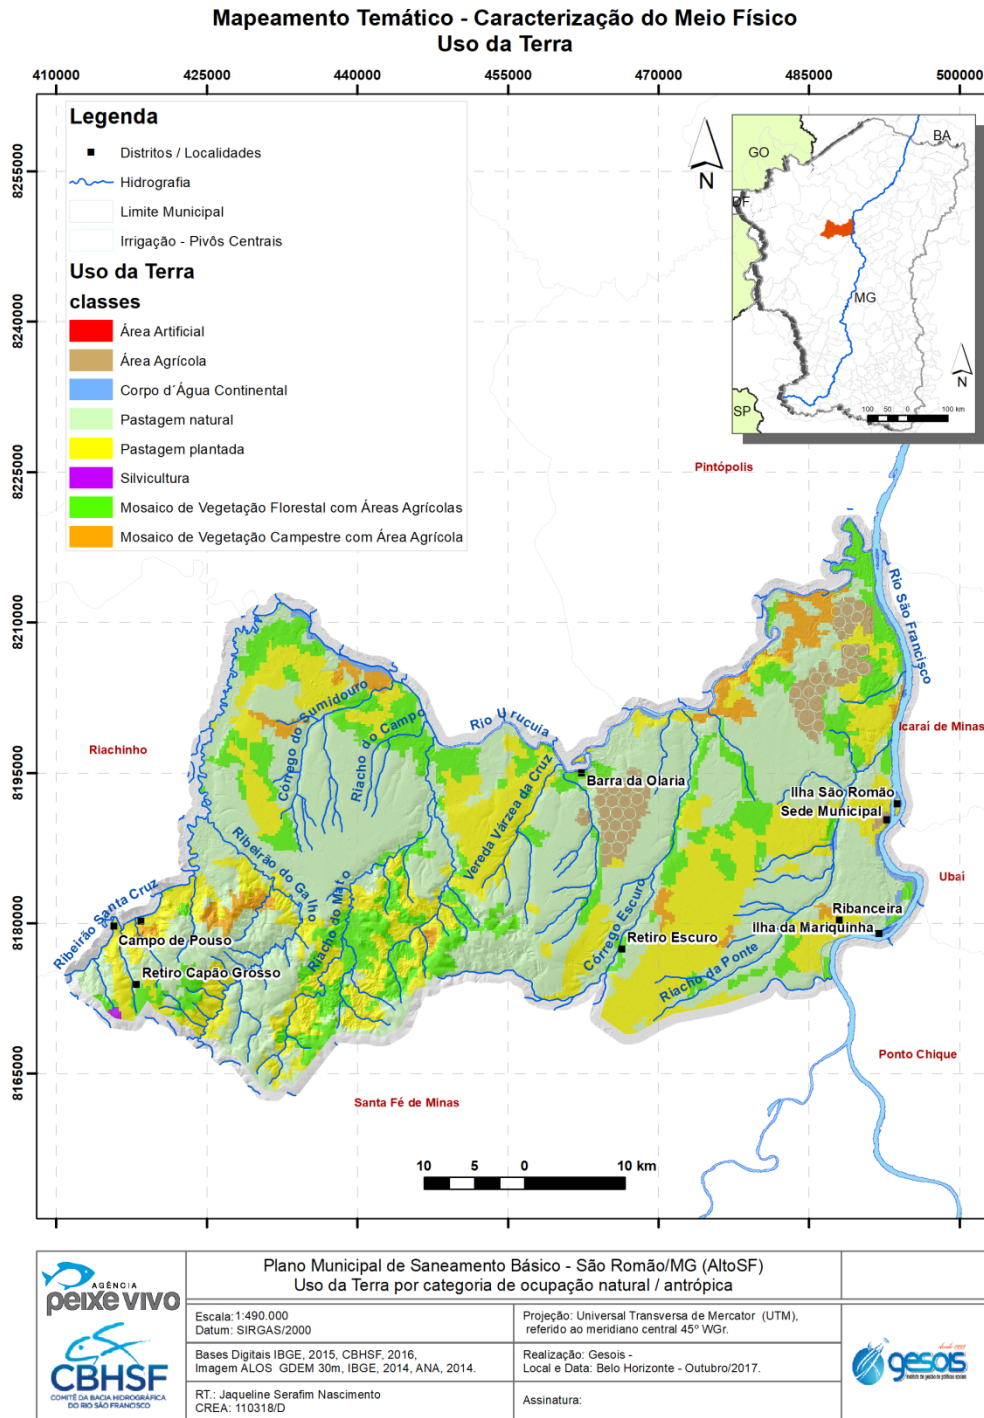 Mapeamento Temático - Caracterização do Meio Físico
Uso da Terra
410000 425000 440000 455000 470000 485000 500000
8255000
8240000
8225000
8210000
8195000
8180000
8165000
Legenda
Distritos / Localidades
Hidrografia
Limite Municipal
Irrigação - Pivôs Centrais
Uso da Terra
classes
Área Artificial
Área Agrícola
Corpo d´Água Continental
Pastagem natural
Pastagem plantada
Silvicultura
Mosaico de Vegetação Florestal com Áreas Agrícolas
Mosaico de Vegetação Campestre com Área Agrícola
N
GO
BA
DF
MG
SP
N
100 50 0 100 km
Pintópolis
Rio São Francisco
Icaraí de Minas
Riachinho
Córrego do Sumidouro
Riacho do Campo
Rio Urucuia
Barra da Olaria
Vereda Várzea da Cruz
Ilha São Romão
Sede Municipal
Ubaí
Ribeirão do Galho
Ribeirão Santa Cruz
Riacho do Mato
Campo de Pouso
Retiro Capão Grosso
Córrego Escuro
Retiro Escuro
Riacho da Ponte
Ribanceira
Ilha da Mariquinha
Ponto Chique
Santa Fé de Minas
10 5 0 10 km
AGÊNCIA
peixe vivo
CBHSF
COMITÊ DA BACIA HIDROGRÁFICA
DO RIO SÃO FRANCISCO
Plano Municipal de Saneamento Básico - São Romão/MG (AltoSF)
Uso da Terra por categoria de ocupação natural / antrópica
Escala: 1:490.000
Datum: SIRGAS/2000
Projeção: Universal Transversa de Mercator (UTM),
referido ao meridiano central 45º WGr.
Bases Digitais IBGE, 2015, CBHSF, 2016,
Imagem ALOS GDEM 30m, IBGE, 2014, ANA, 2014.
Realização: Gesois -
Local e Data: Belo Horizonte - Outubro/2017.
RT.: Jaqueline Serafim Nascimento
CREA: 110318/D
Assinatura:
gesois